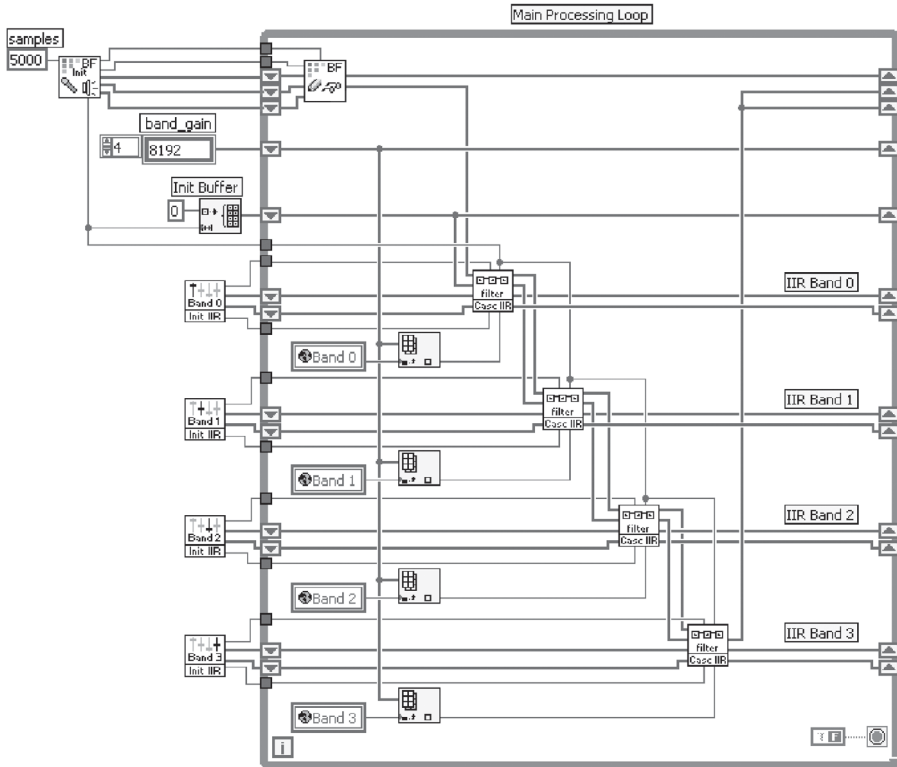 Main Processing Loop
samples
5000
BF
Init
BF
band_gain
4
8192
Init Buffer
0
Band 0
Init IIR
filter
Casc IIR
IIR Band 0
Band 0
Band 1
Init IIR
filter
Casc IIR
IIR Band 1
Band 1
Band 2
Init IIR
filter
Casc IIR
IIR Band 2
Band 2
Band 3
Init IIR
filter
Casc IIR
IIR Band 3
Band 3
i
F